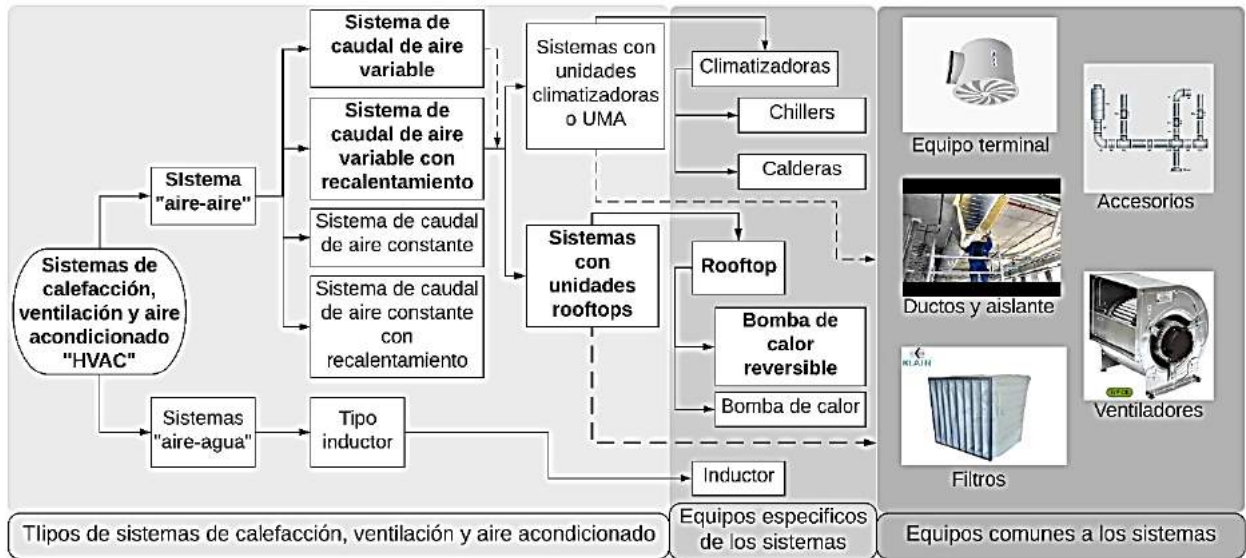 Sistemas de
calefacción,
ventilación y aire
acondicionado
"HVAC"
SIstema
"aire-aire"
Sistemas
"aire-agua"
Sistema de
caudal de aire
variable
Sistema de
caudal de aire
variable con
recalentamiento
Sistema de caudal
de aire constante
Sistema de caudal
de aire constante
con
recalentamiento
Tipo
inductor
Sistemas con
unidades
climatizadoras
o UMA
Sistemas
con
unidades
rooftops
Tlipos de sistemas de calefacción, ventilación y aire acondicionado
Climatizadoras
Chillers
Calderas
Rooftop
Bomba de
calor
reversible
Bomba de calor
Inductor
Equipos especificos
de los sistemas
Equipo terminal
Accesorios
Ductos y aislante
Ventiladores
KLAIR
Filtros
Equipos comunes a los sistemas